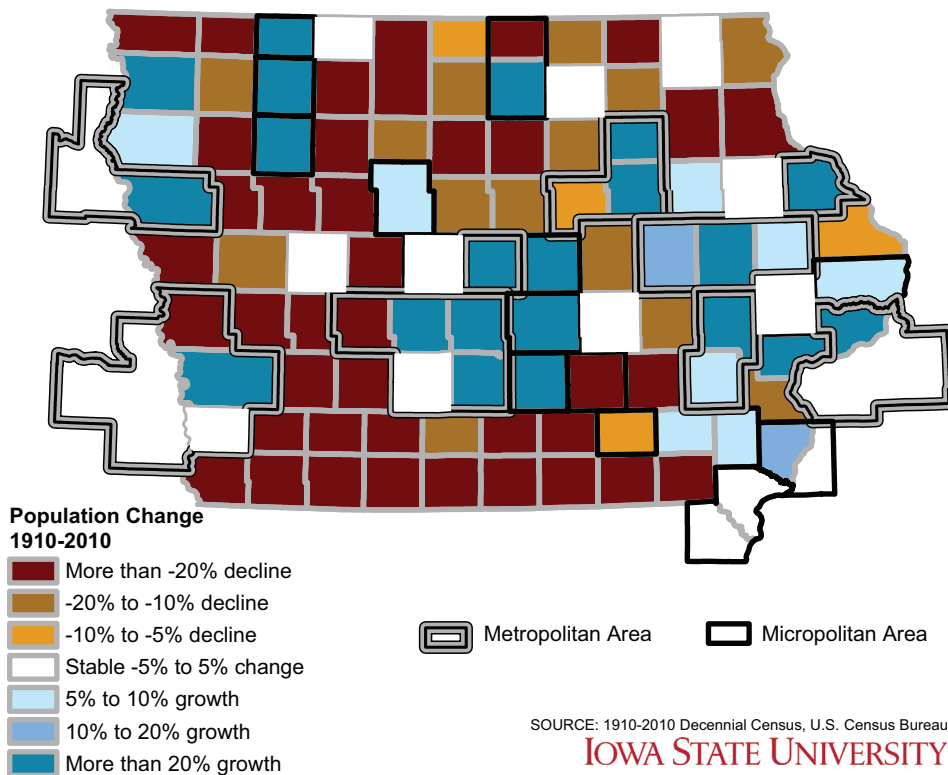 Population Change
1910-2010
More than -20% decline
-20% to -10% decline
-10% to -5% decline
Stable -5% to 5% change
5% to 10% growth
10% to 20% growth
More than 20% growth
Metropolitan Area
Micropolitan Area
SOURCE: 1910-2010 Decennial Census, U.S. Census Bureau
IOWA STATE UNIVERSITY